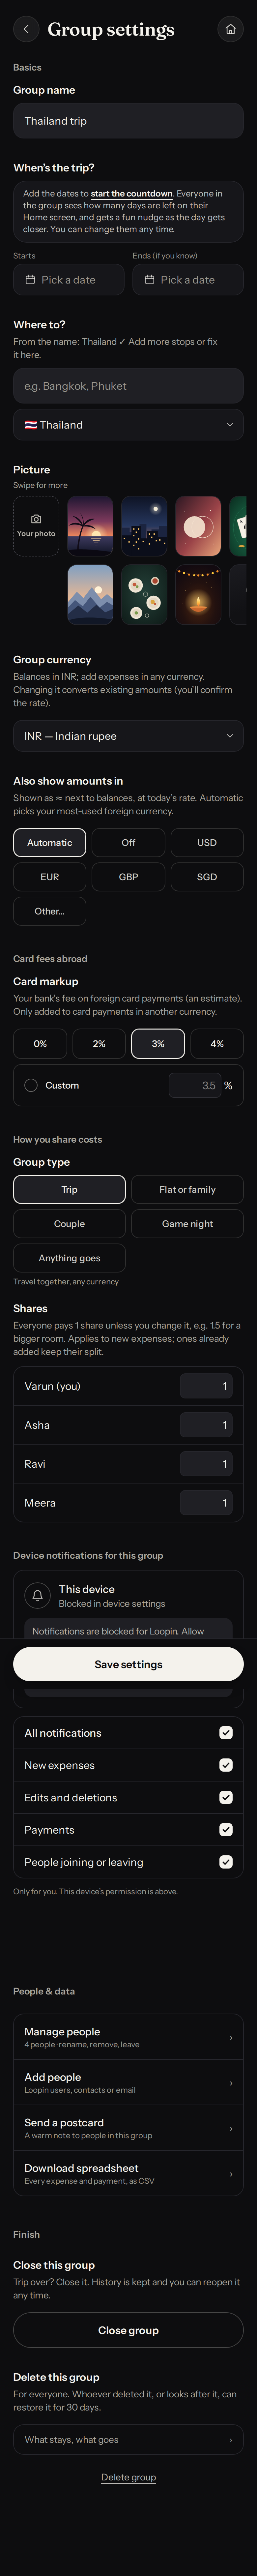 Group settings
Basics
Group name
Thailand trip
When's the trip?
Add the dates to start the countdown. Everyone in
the group sees how many days are left on their
Home screen, and gets a fun nudge as the day gets
closer. You can change them any time.
Starts
Ends (if you know)
Pick a date
Pick a date
Where to?
From the name: Thailand ✓ Add more stops or fix
it here.
e.g. Bangkok, Phuket
Thailand
Picture
Swipe for more
Your photo
Group currency
Balances in INR; add expenses in any currency.
Changing it converts existing amounts (you'll confirm
the rate).
INR — Indian rupee
Also show amounts in
Shown as ≈ next to balances, at today's rate. Automatic
picks your most-used foreign currency.
Automatic
Off
USD
EUR
GBP
SGD
Other...
Card fees abroad
Card markup
Your bank's fee on foreign card payments (an estimate).
Only added to card payments in another currency.
0%
2%
3%
4%
Custom
3.5 %
How you share costs
Group type
Trip
Flat or family
Couple
Game night
Anything goes
Travel together, any currency
Shares
Everyone pays 1 share unless you change it, e.g. 1.5 for a
bigger room. Applies to new expenses; ones already
added keep their split.
Varun (you) 1
Asha 1
Ravi 1
Meera 1
Device notifications for this group
This device
Blocked in device settings
Notifications are blocked for Loopin. Allow
Save settings
All notifications
New expenses
Edits and deletions
Payments
People joining or leaving
Only for you. This device's permission is above.
People & data
Manage people
4 people · rename, remove, leave
Add people
Loopin users, contacts or email
Send a postcard
A warm note to people in this group
Download spreadsheet
Every expense and payment, as CSV
Finish
Close this group
Trip over? Close it. History is kept and you can reopen it
any time.
Close group
Delete this group
For everyone. Whoever deleted it, or looks after it, can
restore it for 30 days.
What stays, what goes
Delete group